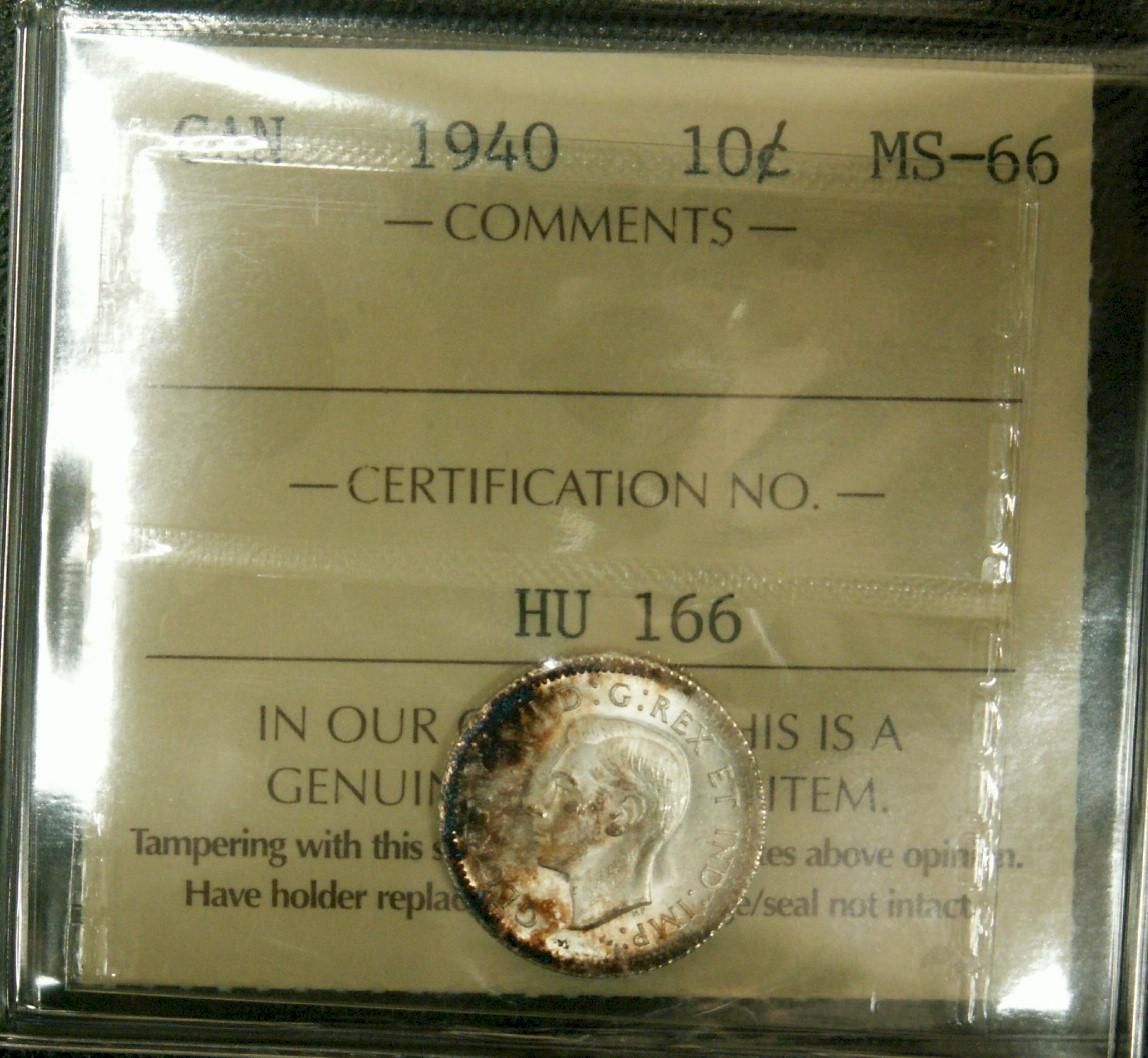 CAN 1940 10¢ MS-66
— COMMENTS —
— CERTIFICATION NO. —
HU 166
IN OUR HIS IS A
GENUIN ITEM.
Tampering with this s es above opinion.
Have holder replac e/seal not intact
D:G:REX ET IND:IMP: